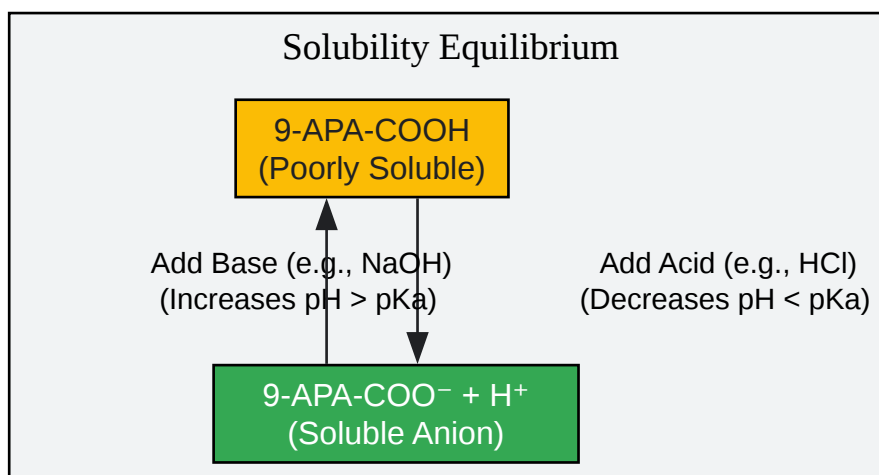 Solubility Equilibrium
9-APA-COOH
(Poorly Soluble)
Add Base (e.g., NaOH)
(Increases pH > pKa)
Add Acid (e.g., HCl)
(Decreases pH < pKa)
9-APA-COO⁻ + H⁺
(Soluble Anion)